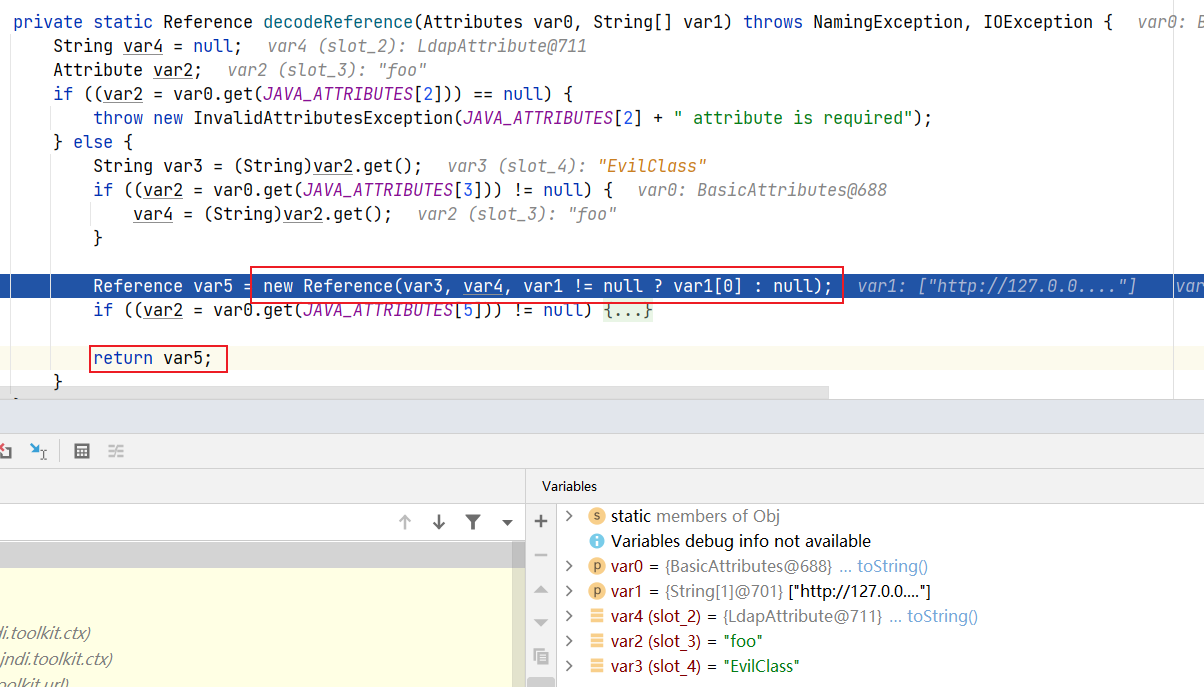 private static Reference decodeReference(Attributes var0, String[] var1) throws NamingException, IOException {   var0: B
String var4 = null;   var4 (slot_2): LdapAttribute@711
Attribute var2;   var2 (slot_3): "foo"
if ((var2 = var0.get(JAVA_ATTRIBUTES[2])) == null) {
throw new InvalidAttributesException(JAVA_ATTRIBUTES[2] + " attribute is required");
} else {
String var3 = (String)var2.get();   var3 (slot_4): "EvilClass"
if ((var2 = var0.get(JAVA_ATTRIBUTES[3])) != null) {   var0: BasicAttributes@688
var4 = (String)var2.get();   var2 (slot_3): "foo"
}
Reference var5 = new Reference(var3, var4, var1 != null ? var1[0] : null);   var1: ["http://127.0.0...."]   var
if ((var2 = var0.get(JAVA_ATTRIBUTES[5])) != null) {...}
return var5;
}
Variables
static members of Obj
Variables debug info not available
var0 = {BasicAttributes@688} ... toString()
var1 = {String[1]@701} ["http://127.0.0...."]
var4 (slot_2) = {LdapAttribute@711} ... toString()
var2 (slot_3) = "foo"
var3 (slot_4) = "EvilClass"
di.toolkit.ctx)
jndi.toolkit.ctx)
oolkit.url)